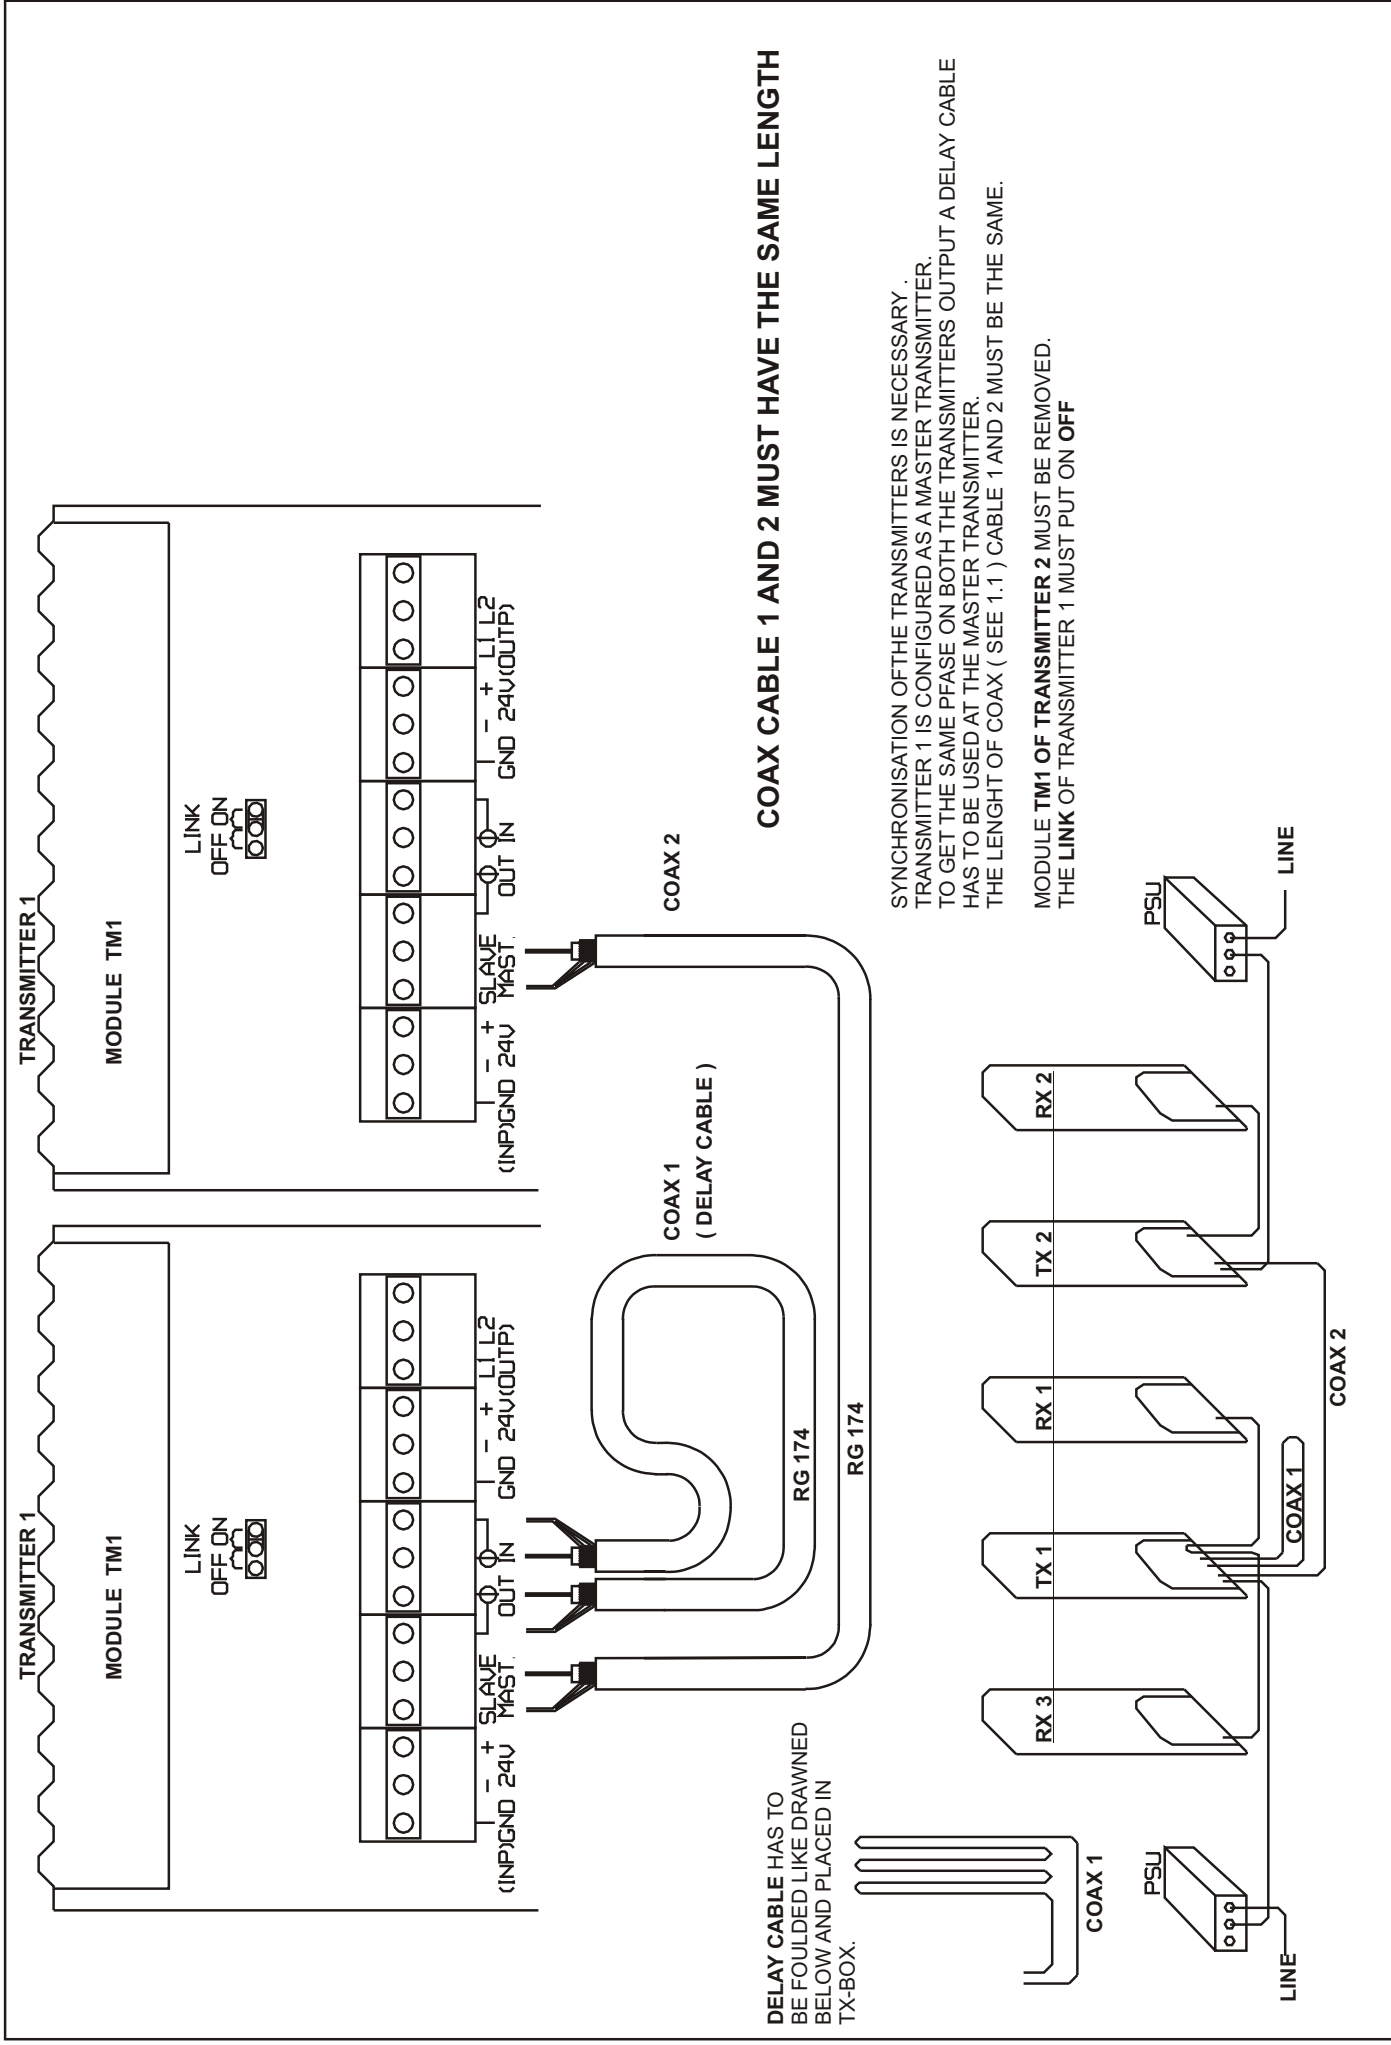 TRANSMITTER 1
MODULE TM1
LINK
OFF ON
(INP)GND 24V
- +
SLAVE
MAST.
OUT IN
GND 24V(OUTP)
- +
L1 L2
TRANSMITTER 1
MODULE TM1
LINK
OFF ON
(INP)GND 24V
- +
SLAVE
MAST.
OUT IN
GND 24V(OUTP)
- +
L1 L2
COAX 1
( DELAY CABLE )
COAX 2
RG 174
RG 174
COAX CABLE 1 AND 2 MUST HAVE THE SAME LENGTH
DELAY CABLE HAS TO
BE FOULDED LIKE DRAWNED
BELOW AND PLACED IN
TX-BOX.
COAX 1
SYNCHRONISATION OFTHE TRANSMITTERS IS NECESSARY .
TRANSMITTER 1 IS CONFIGURED AS A MASTER TRANSMITTER.
TO GET THE SAME PFASE ON BOTH THE TRANSMITTERS OUTPUT A DELAY CABLE
HAS TO BE USED AT THE MASTER TRANSMITTER.
THE LENGHT OF COAX ( SEE 1.1 ) CABLE 1 AND 2 MUST BE THE SAME.
MODULE TM1 OF TRANSMITTER 2 MUST BE REMOVED.
THE LINK OF TRANSMITTER 1 MUST PUT ON OFF
RX 3
TX 1
RX 1
TX 2
RX 2
PSU
PSU
LINE
LINE
COAX 1
COAX 2